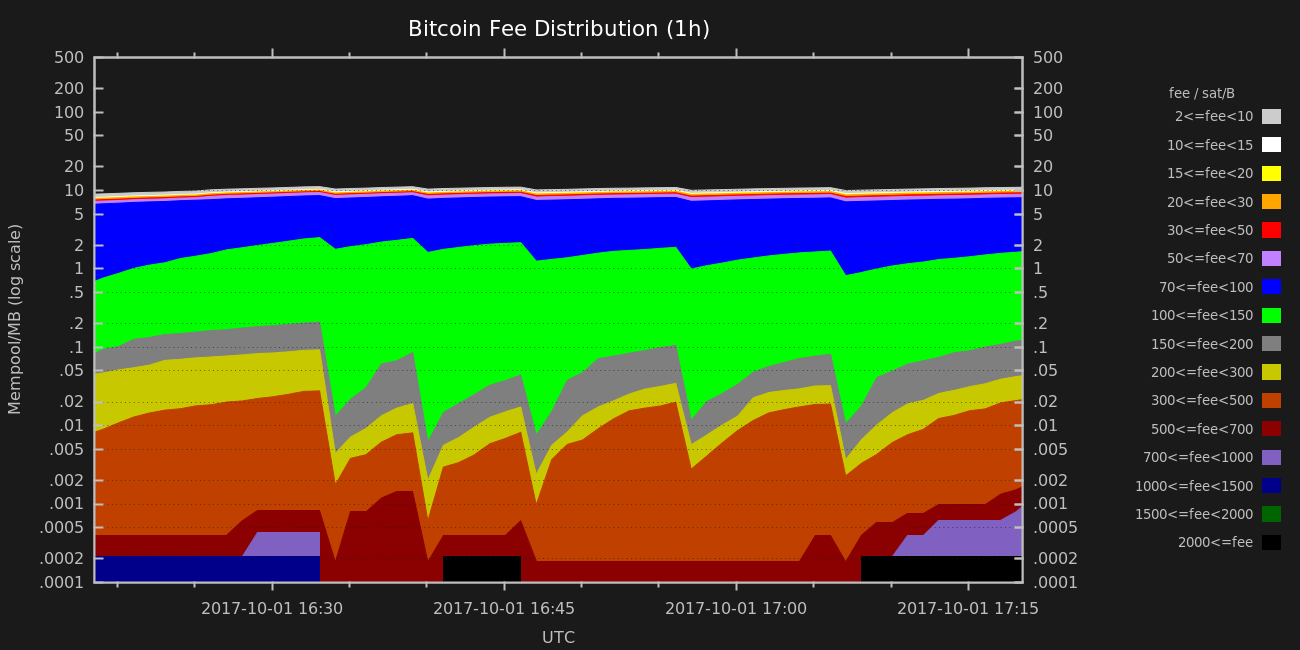 Bitcoin Fee Distribution (1h)
500
200
100
50
20
10
5
2
1
.5
.2
.1
.05
.02
.01
.005
.002
.001
.0005
.0002
.0001
Mempool/MB (log scale)
500
200
100
50
20
10
5
2
1
.5
.2
.1
.05
.02
.01
.005
.002
.001
.0005
.0002
.0001
fee / sat/B
2<=fee<10
10<=fee<15
15<=fee<20
20<=fee<30
30<=fee<50
50<=fee<70
70<=fee<100
100<=fee<150
150<=fee<200
200<=fee<300
300<=fee<500
500<=fee<700
700<=fee<1000
1000<=fee<1500
1500<=fee<2000
2000<=fee
2017-10-01 16:30 2017-10-01 16:45 2017-10-01 17:00 2017-10-01 17:15
UTC